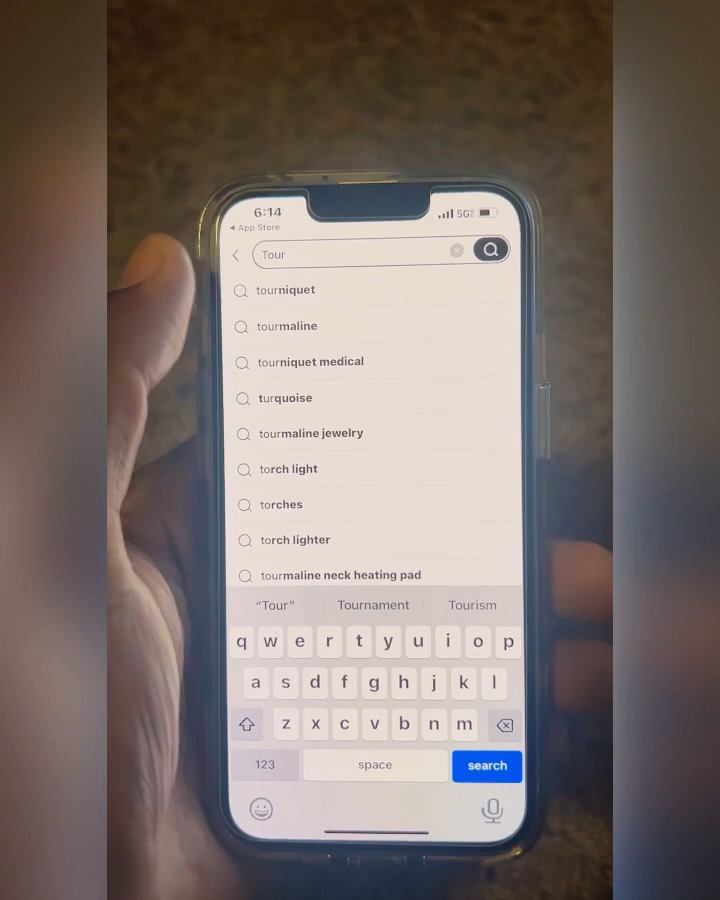 6:14
5G
◀ App Store
Tour
tourniquet
tourmaline
tourniquet medical
turquoise
tourmaline jewelry
torch light
torches
torch lighter
tourmaline neck heating pad
“Tour”
Tournament
Tourism
q w e r t y u i o p
a s d f g h j k l
z x c v b n m
123
space
search